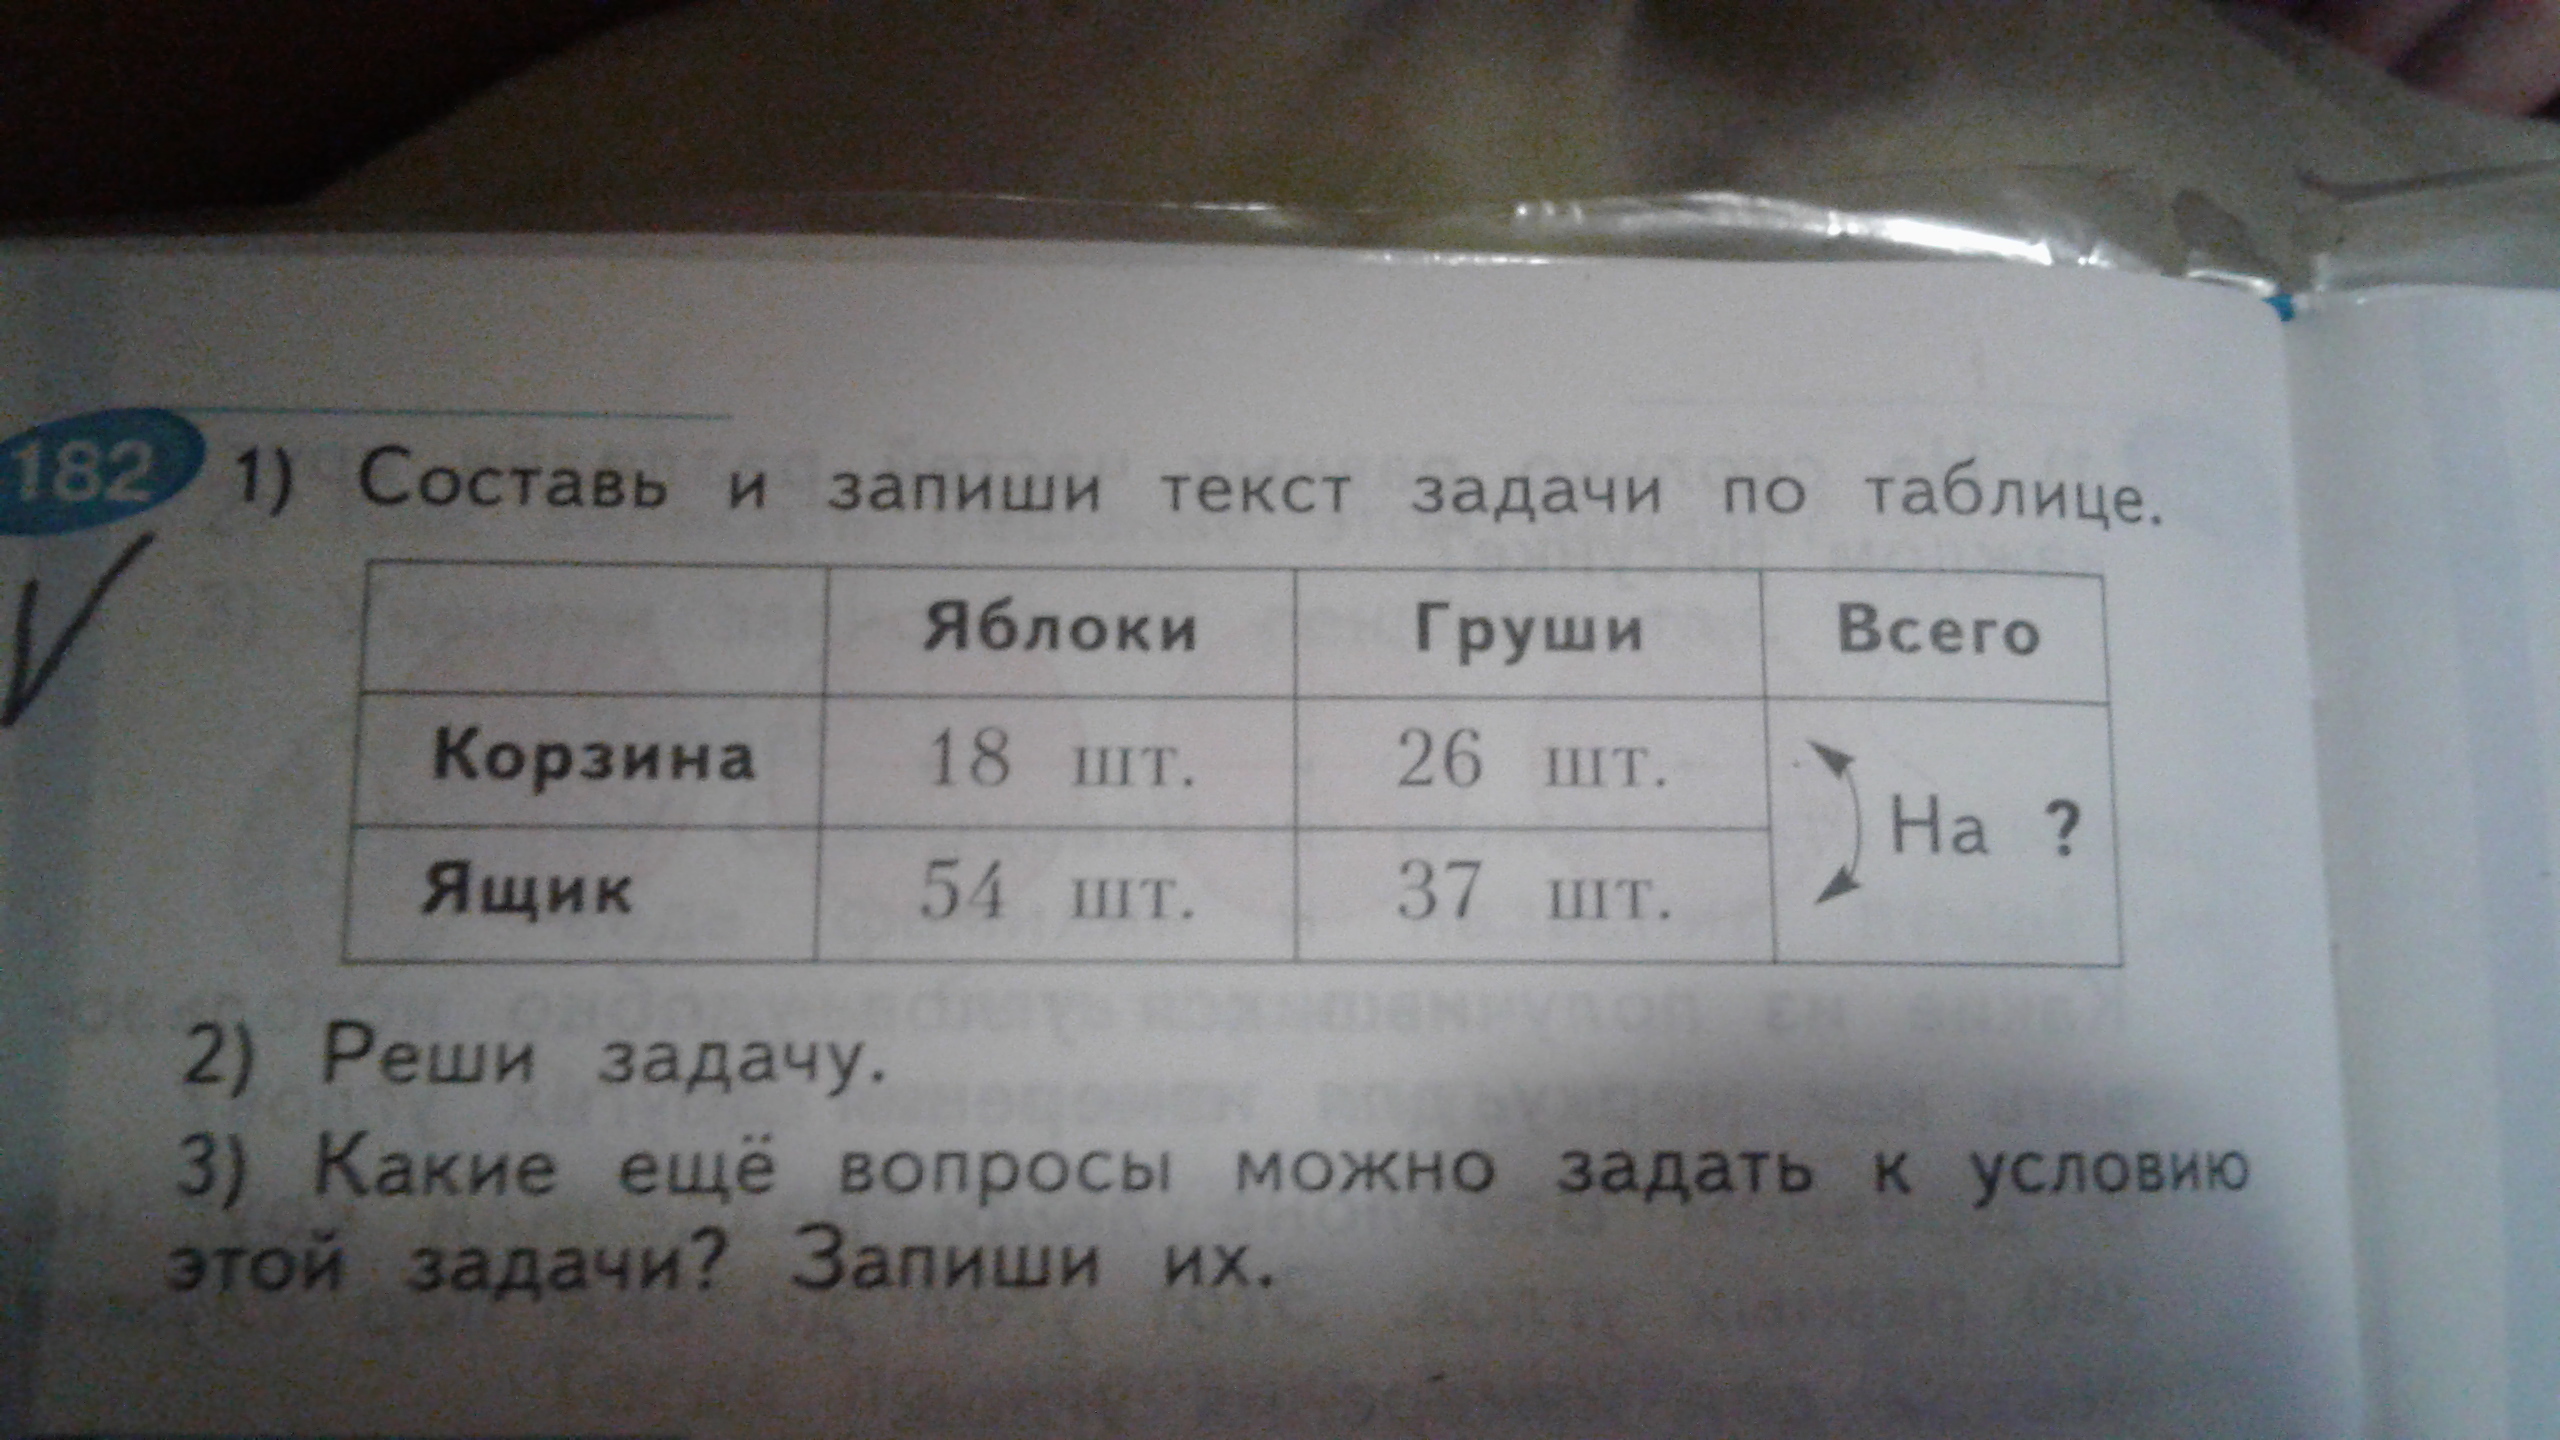 182 1) Составь и запиши текст задачи по таблице.
Яблоки Груши Всего
Корзина 18 шт. 26 шт.
На ?
Ящик 54 шт. 37 шт.
2) Реши задачу.
3) Какие ещё вопросы можно задать к условию
этой задачи? Запиши их.